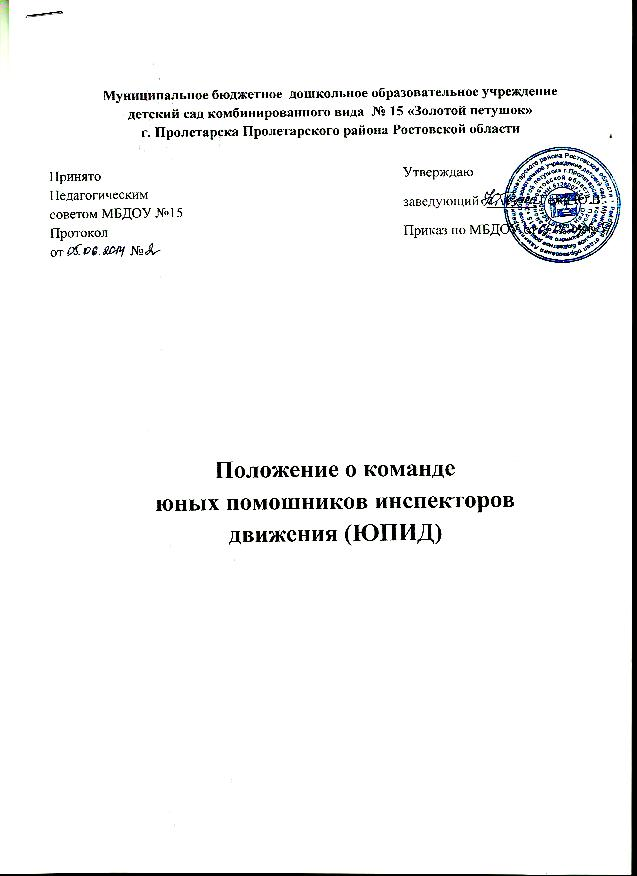 Муниципальное бюджетное дошкольное образовательное учреждение
детский сад комбинированного вида № 15 «Золотой петушок»
г. Пролетарска Пролетарского района Ростовской области
Принято
Педагогическим
советом МБДОУ №15
Протокол
от 05.06.2014 №2
Утверждаю
заведующий
Приказ по МБДОУ
Положение о команде
юных помошников инспекторов
движения (ЮПИД)